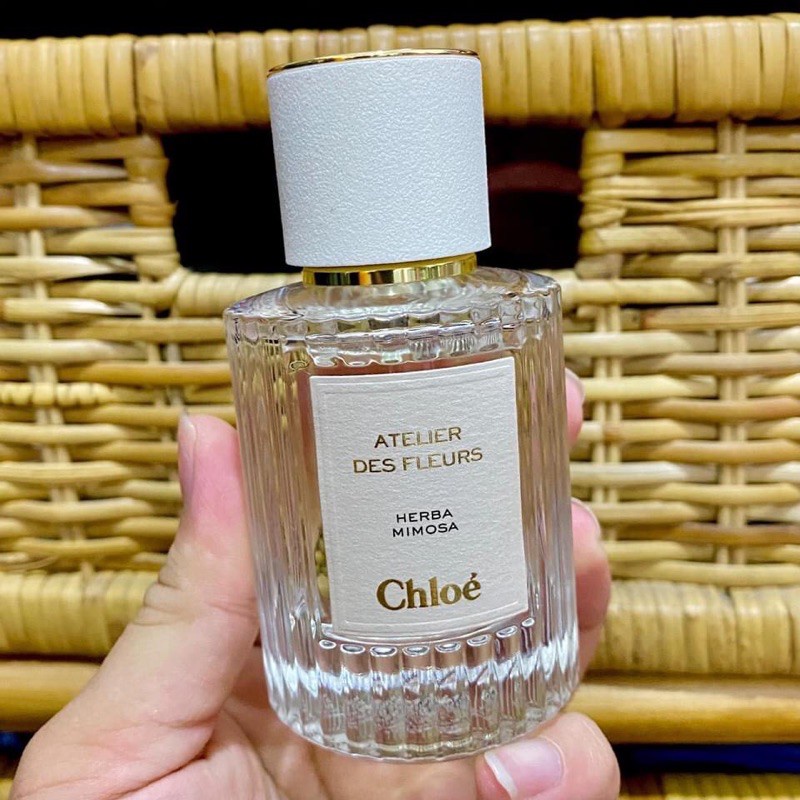 ATELIER
DES FLEURS
HERBA
MIMOSA
Chloé